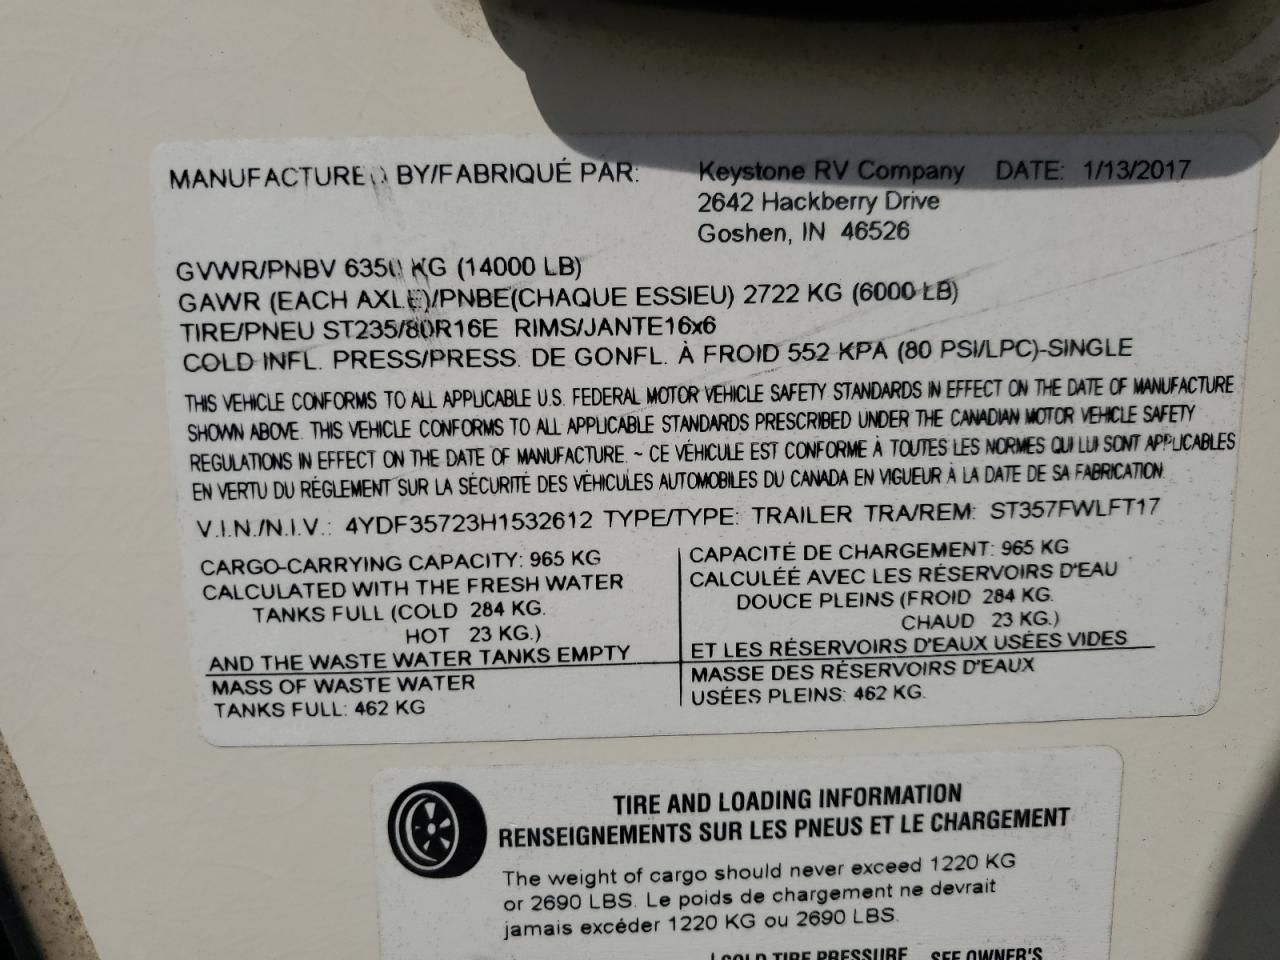 MANUFACTURED BY/FABRIQUÉ PAR: Keystone RV Company DATE: 1/13/2017
2642 Hackberry Drive
Goshen, IN 46526
GVWR/PNBV 6350 KG (14000 LB)
GAWR (EACH AXLE)/PNBE(CHAQUE ESSIEU) 2722 KG (6000 LB)
TIRE/PNEU ST235/80R16E RIMS/JANTE16x6
COLD INFL. PRESS/PRESS. DE GONFL. À FROID 552 KPA (80 PSI/LPC)-SINGLE
THIS VEHICLE CONFORMS TO ALL APPLICABLE U.S. FEDERAL MOTOR VEHICLE SAFETY STANDARDS IN EFFECT ON THE DATE OF MANUFACTURE
SHOWN ABOVE. THIS VEHICLE CONFORMS TO ALL APPLICABLE STANDARDS PRESCRIBED UNDER THE CANADIAN MOTOR VEHICLE SAFETY
REGULATIONS IN EFFECT ON THE DATE OF MANUFACTURE. ~ CE VÉHICULE EST CONFORME À TOUTES LES NORMES QUI LUI SONT APPLICABLES
EN VERTU DU RÉGLEMENT SUR LA SÉCURITÉ DES VÉHICULES AUTOMOBILES DU CANADA EN VIGUEUR À LA DATE DE SA FABRICATION.
V.I.N./N.I.V.: 4YDF35723H1532612 TYPE/TYPE: TRAILER TRA/REM: ST357FWLFT17
CARGO-CARRYING CAPACITY: 965 KG
CALCULATED WITH THE FRESH WATER
TANKS FULL (COLD 284 KG.
HOT 23 KG.)
AND THE WASTE WATER TANKS EMPTY
MASS OF WASTE WATER
TANKS FULL: 462 KG
CAPACITÉ DE CHARGEMENT: 965 KG
CALCULÉE AVEC LES RÉSERVOIRS D'EAU
DOUCE PLEINS (FROID 284 KG.
CHAUD 23 KG.)
ET LES RÉSERVOIRS D'EAUX USÉES VIDES
MASSE DES RÉSERVOIRS D'EAUX
USÉES PLEINS: 462 KG.
TIRE AND LOADING INFORMATION
RENSEIGNEMENTS SUR LES PNEUS ET LE CHARGEMENT
The weight of cargo should never exceed 1220 KG
or 2690 LBS. Le poids de chargement ne devrait
jamais excéder 1220 KG ou 2690 LBS.
COLD TIRE PRESSURE SEE OWNER'S